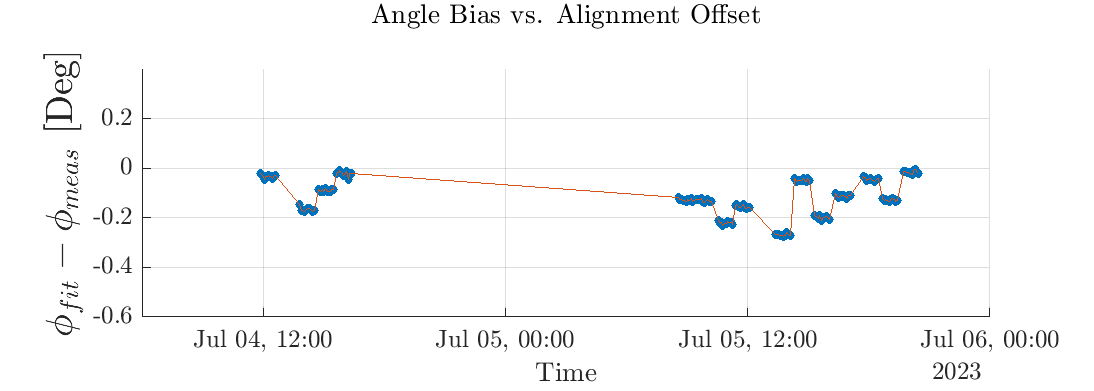 Angle Bias vs. Alignment Offset
ϕ_fit − ϕ_meas [Deg]
0.2
0
-0.2
-0.4
-0.6
Jul 04, 12:00 Jul 05, 00:00 Jul 05, 12:00 Jul 06, 00:00
Time
2023